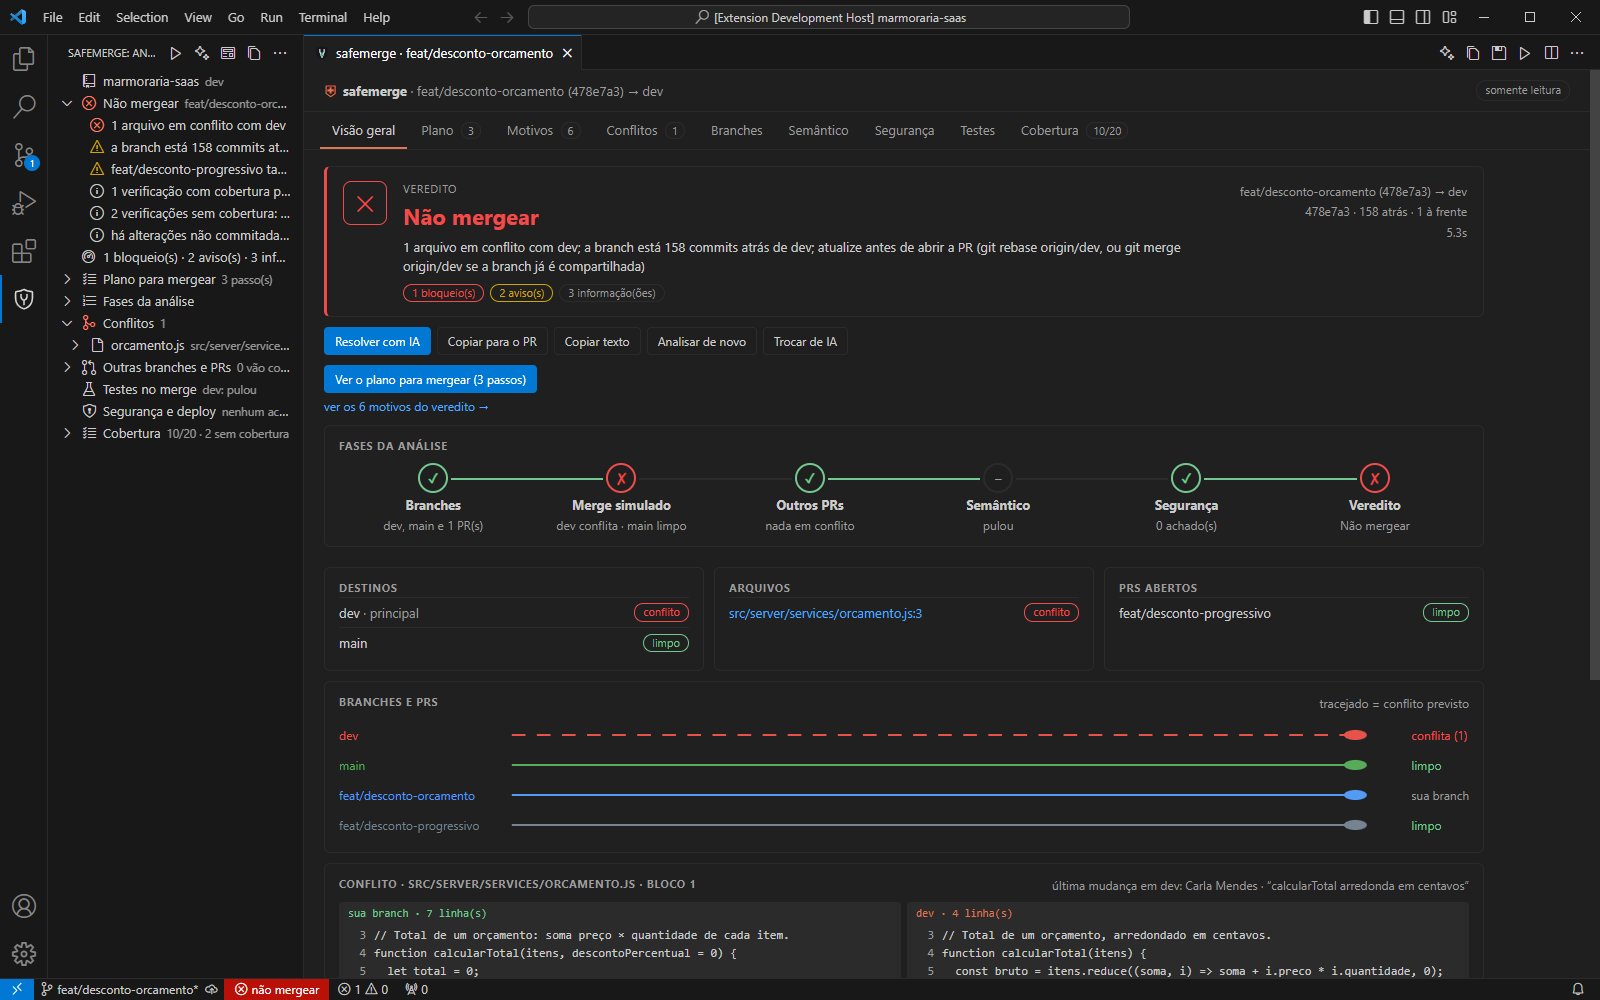 File Edit Selection View Go Run Terminal Help
[Extension Development Host] marmoraria-saas
SAFEMERGE: AN...
safemerge · feat/desconto-orcamento
marmoraria-saas dev
Não mergear feat/desconto-orc...
1 arquivo em conflito com dev
a branch está 158 commits at...
feat/desconto-progressivo ta...
1 verificação com cobertura p...
2 verificações sem cobertura: ...
há alterações não commitada...
1 bloqueio(s) · 2 aviso(s) · 3 inf...
Plano para mergear 3 passo(s)
Fases da análise
Conflitos 1
orcamento.js src/server/service...
Outras branches e PRs 0 vão co...
Testes no merge dev: pulou
Segurança e deploy nenhum ac...
Cobertura 10/20 · 2 sem cobertura
1
safemerge · feat/desconto-orcamento (478e7a3) → dev
somente leitura
Visão geral Plano 3 Motivos 6 Conflitos 1 Branches Semântico Segurança Testes Cobertura 10/20
VEREDITO
Não mergear
1 arquivo em conflito com dev; a branch está 158 commits atrás de dev; atualize antes de abrir a PR (git rebase origin/dev, ou git merge
origin/dev se a branch já é compartilhada)
1 bloqueio(s) 2 aviso(s) 3 informação(ões)
feat/desconto-orcamento (478e7a3) → dev
478e7a3 · 158 atrás · 1 à frente
5.3s
Resolver com IA Copiar para o PR Copiar texto Analisar de novo Trocar de IA
Ver o plano para mergear (3 passos)
ver os 6 motivos do veredito →
FASES DA ANÁLISE
Branches Merge simulado Outros PRs Semântico Segurança Veredito
dev, main e 1 PR(s) dev conflita · main limpo nada em conflito pulou 0 achado(s) Não mergear
DESTINOS
dev · principal conflito
main limpo
ARQUIVOS
src/server/services/orcamento.js:3 conflito
PRS ABERTOS
feat/desconto-progressivo limpo
BRANCHES E PRS
tracejado = conflito previsto
dev conflita (1)
main limpo
feat/desconto-orcamento sua branch
feat/desconto-progressivo limpo
CONFLITO · SRC/SERVER/SERVICES/ORCAMENTO.JS · BLOCO 1
última mudança em dev: Carla Mendes · “calcularTotal arredonda em centavos”
sua branch · 7 linha(s)
3 // Total de um orçamento: soma preço × quantidade de cada item.
4 function calcularTotal(itens, descontoPercentual = 0) {
5 let total = 0;
dev · 4 linha(s)
3 // Total de um orçamento, arredondado em centavos.
4 function calcularTotal(itens) {
5 const bruto = itens.reduce((soma, i) => soma + i.preco * i.quantidade, 0);
feat/desconto-orcamento* não mergear 1 0 0